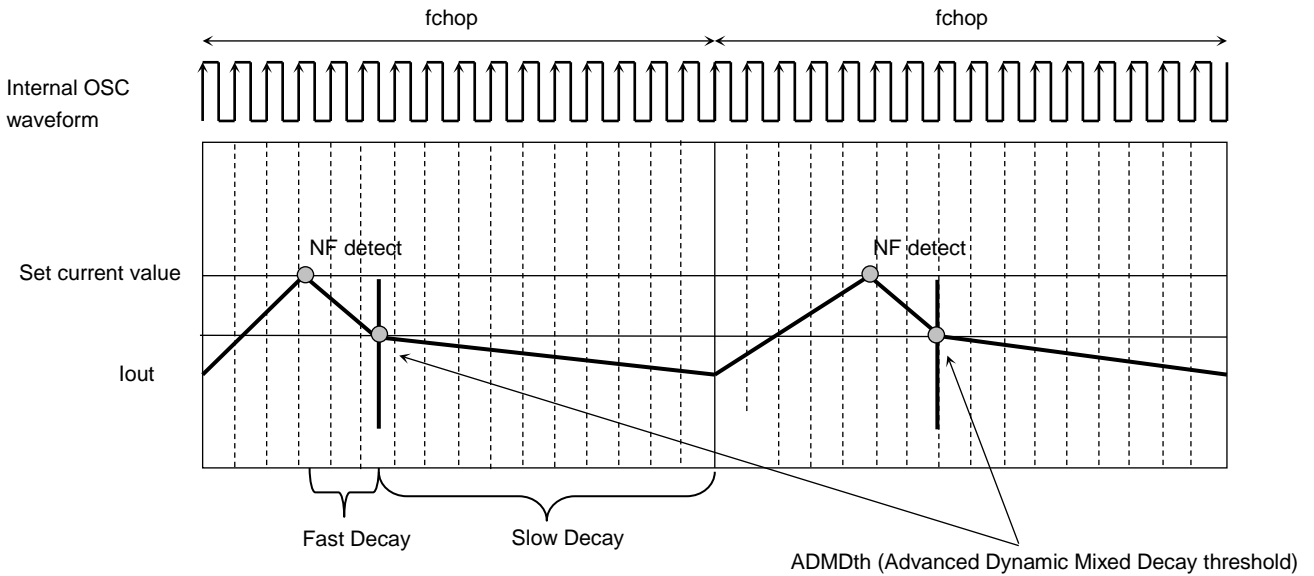 fchop
fchop
Internal OSC
waveform
NF detect
NF detect
Set current value
Iout
Fast Decay
Slow Decay
ADMDth (Advanced Dynamic Mixed Decay threshold)